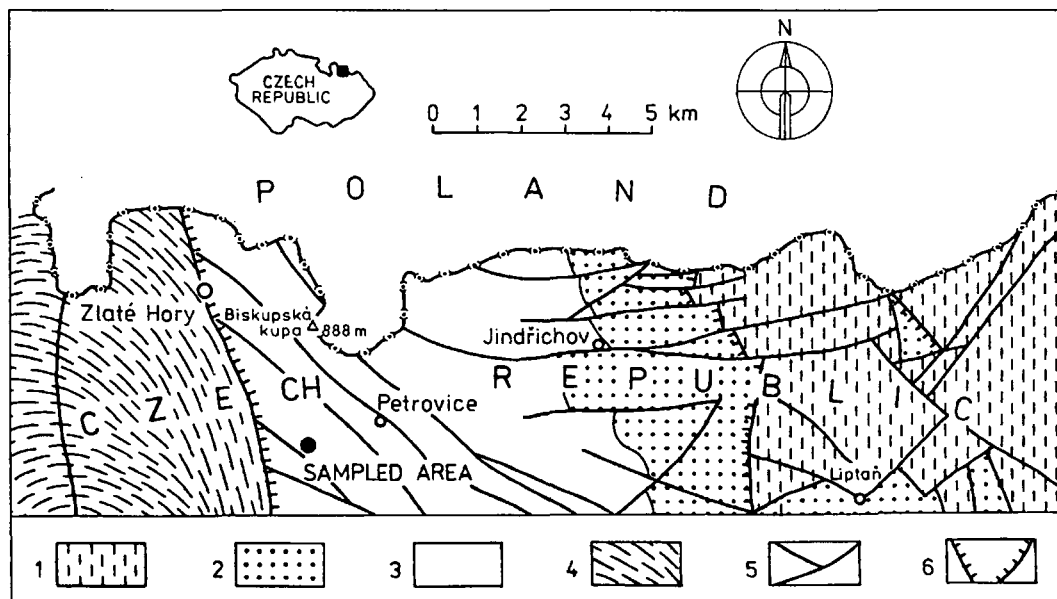 N
CZECH
REPUBLIC
0 1 2 3 4 5 km
P O L A N D
Zlaté Hory
Biskupská
kupa 888 m
Jindřichov
C Z E CH R E P U B L I C
Petrovice
SAMPLED AREA
Liptaň
1 2 3 4 5 6